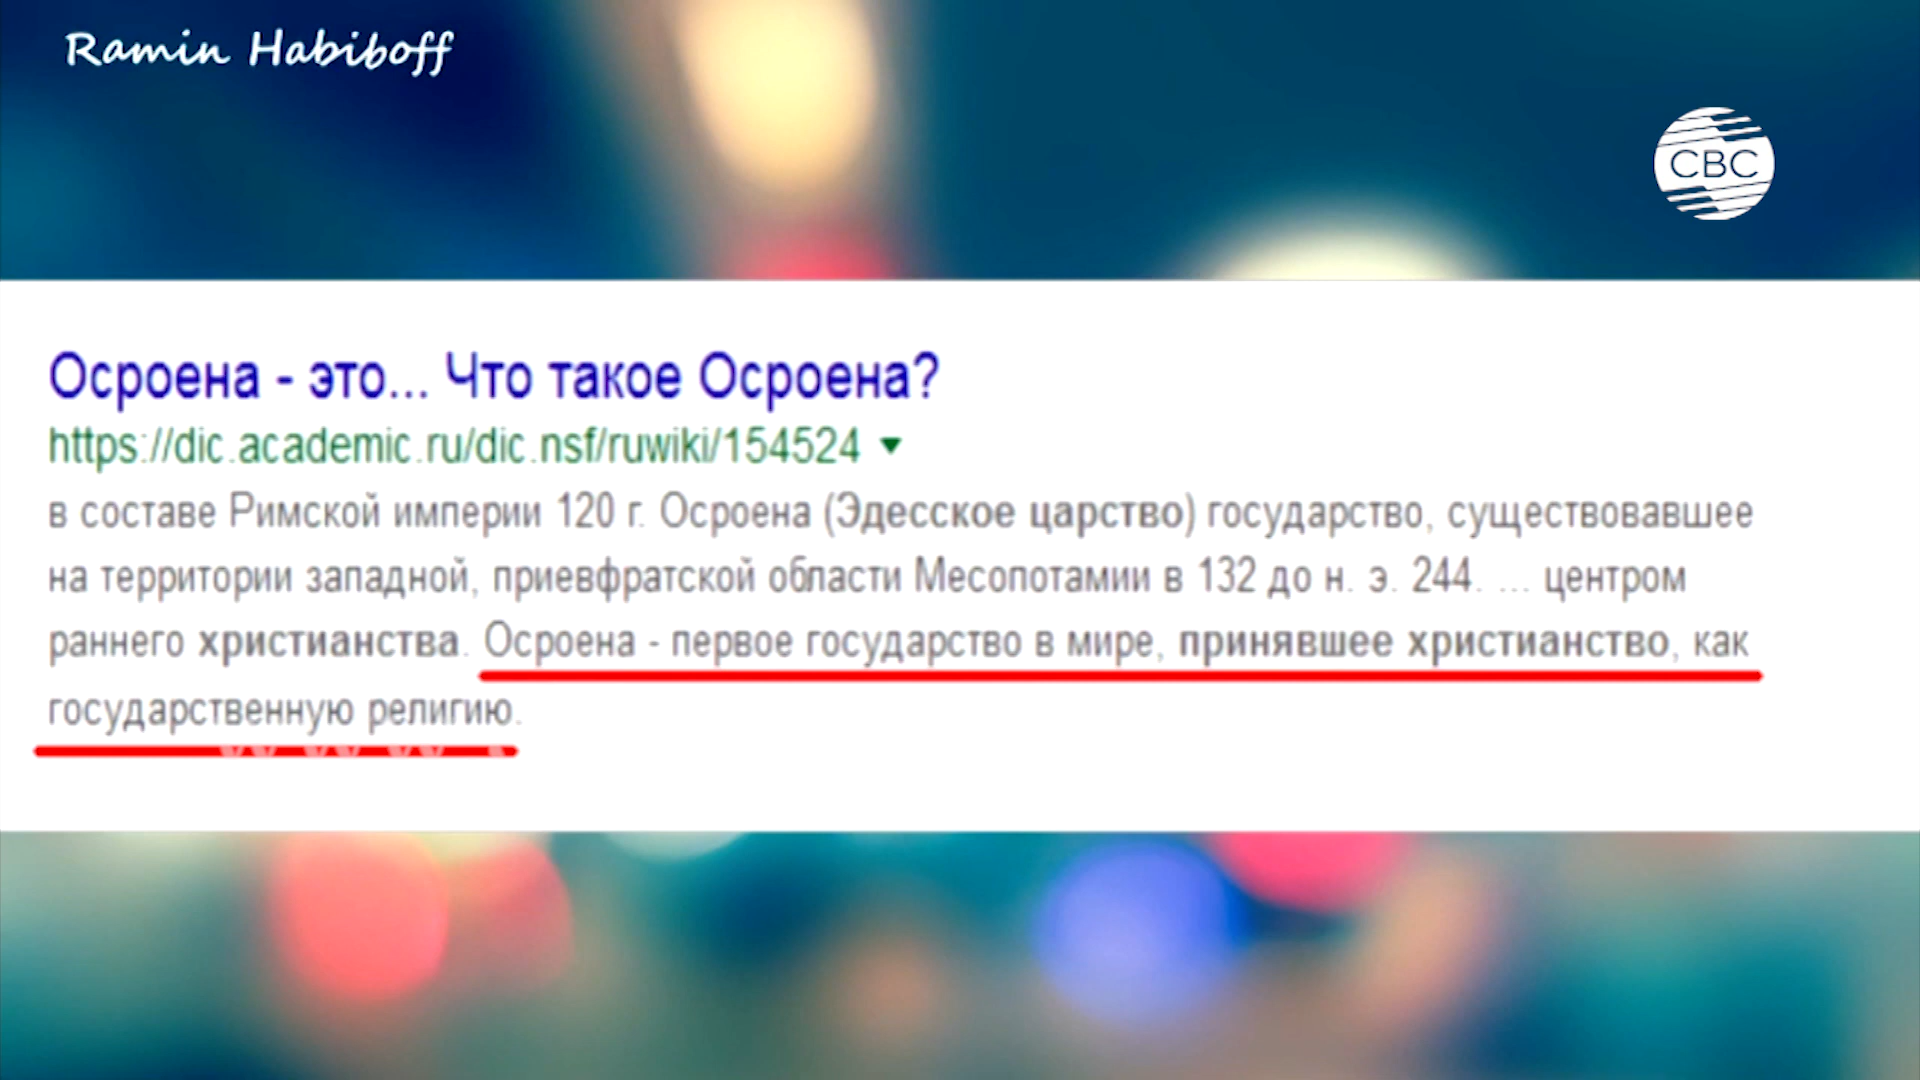 Ramin Habiboff
CBC
Осроена - это... Что такое Осроена?
https://dic.academic.ru/dic.nsf/ruwiki/154524
в составе Римской империи 120 г. Осроена (Эдесское царство) государство, существовавшее
на территории западной, приевфратской области Месопотамии в 132 до н. э. 244. ... центром
раннего христианства. Осроена - первое государство в мире, принявшее христианство, как
государственную религию.